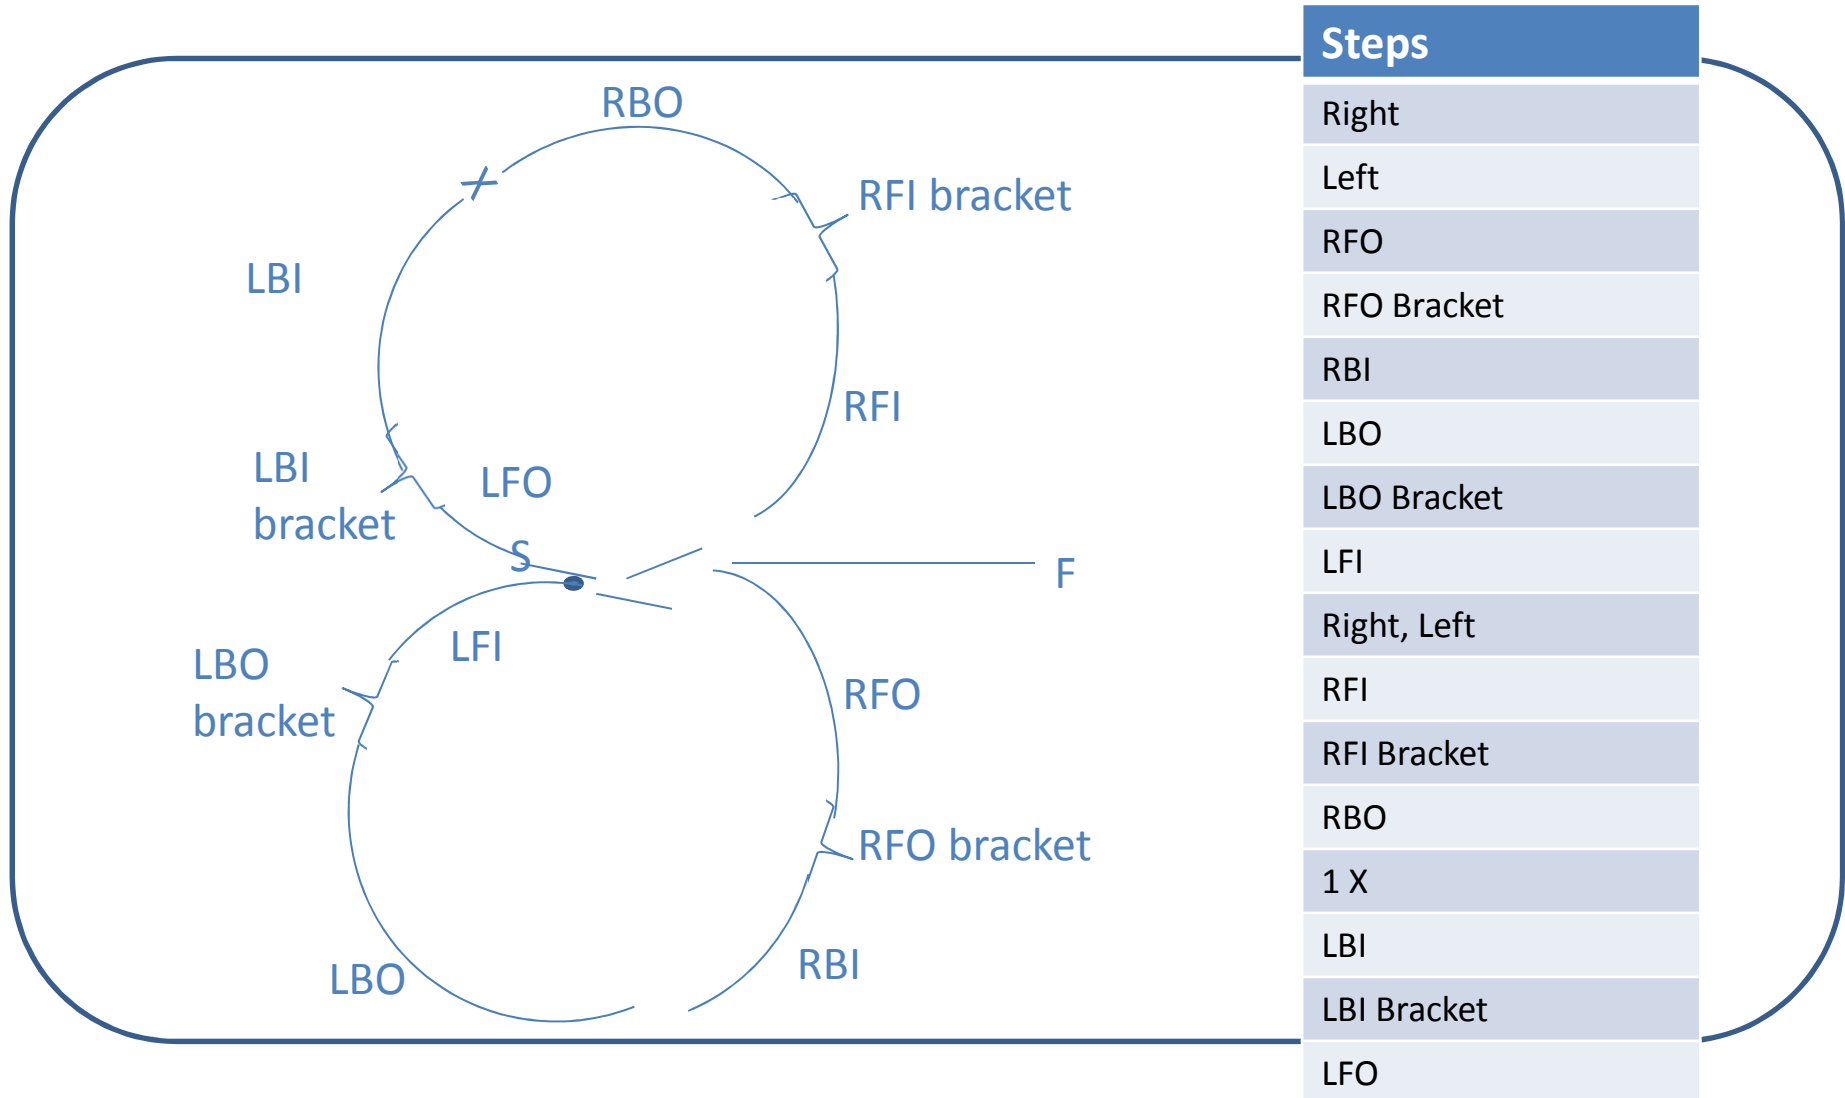 RBO
RFI bracket
LBI
RFI
LBI
bracket
LFO
S
F
LFI
LBO
bracket
RFO
RFO bracket
RBI
LBO
Steps
Right
Left
RFO
RFO Bracket
RBI
LBO
LBO Bracket
LFI
Right, Left
RFI
RFI Bracket
RBO
1 X
LBI
LBI Bracket
LFO